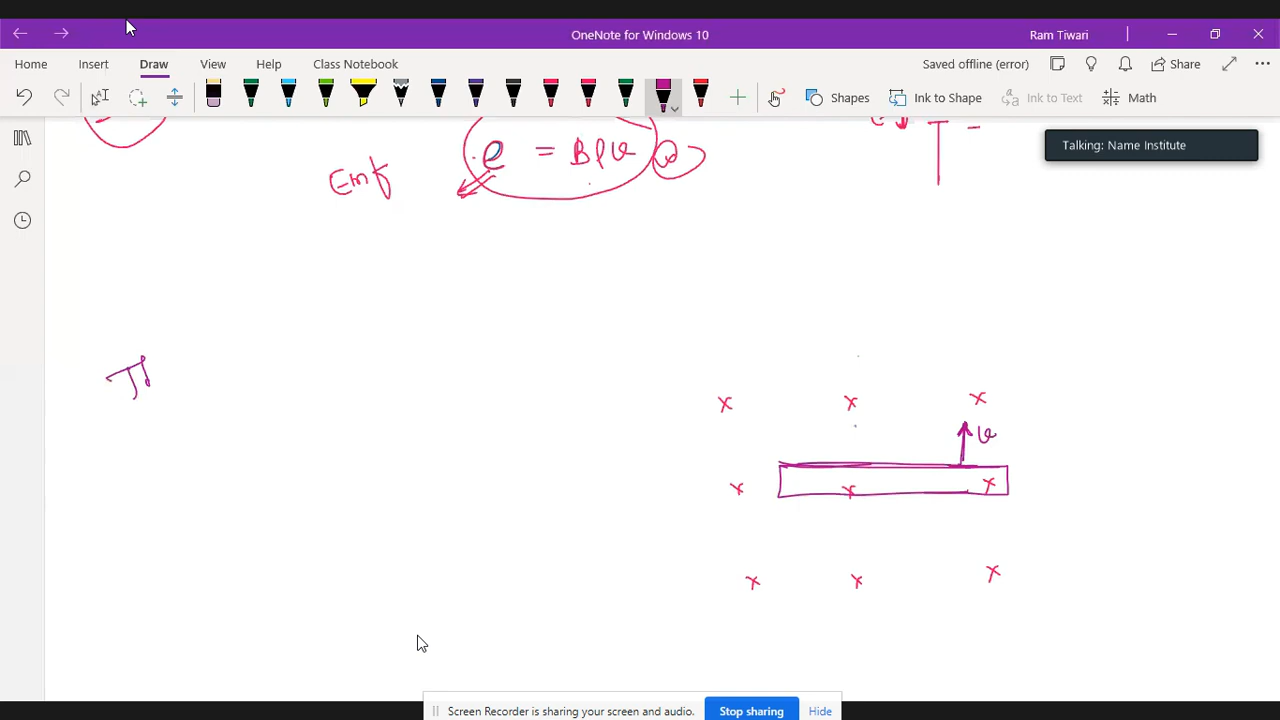 OneNote for Windows 10
Ram Tiwari
Home Insert Draw View Help Class Notebook
Saved offline (error) Share
Shapes Ink to Shape Ink to Text Math
Talking: Name Institute
Emf e = Blv
x x x
v
x x x
x x x
Screen Recorder is sharing your screen and audio. Stop sharing Hide